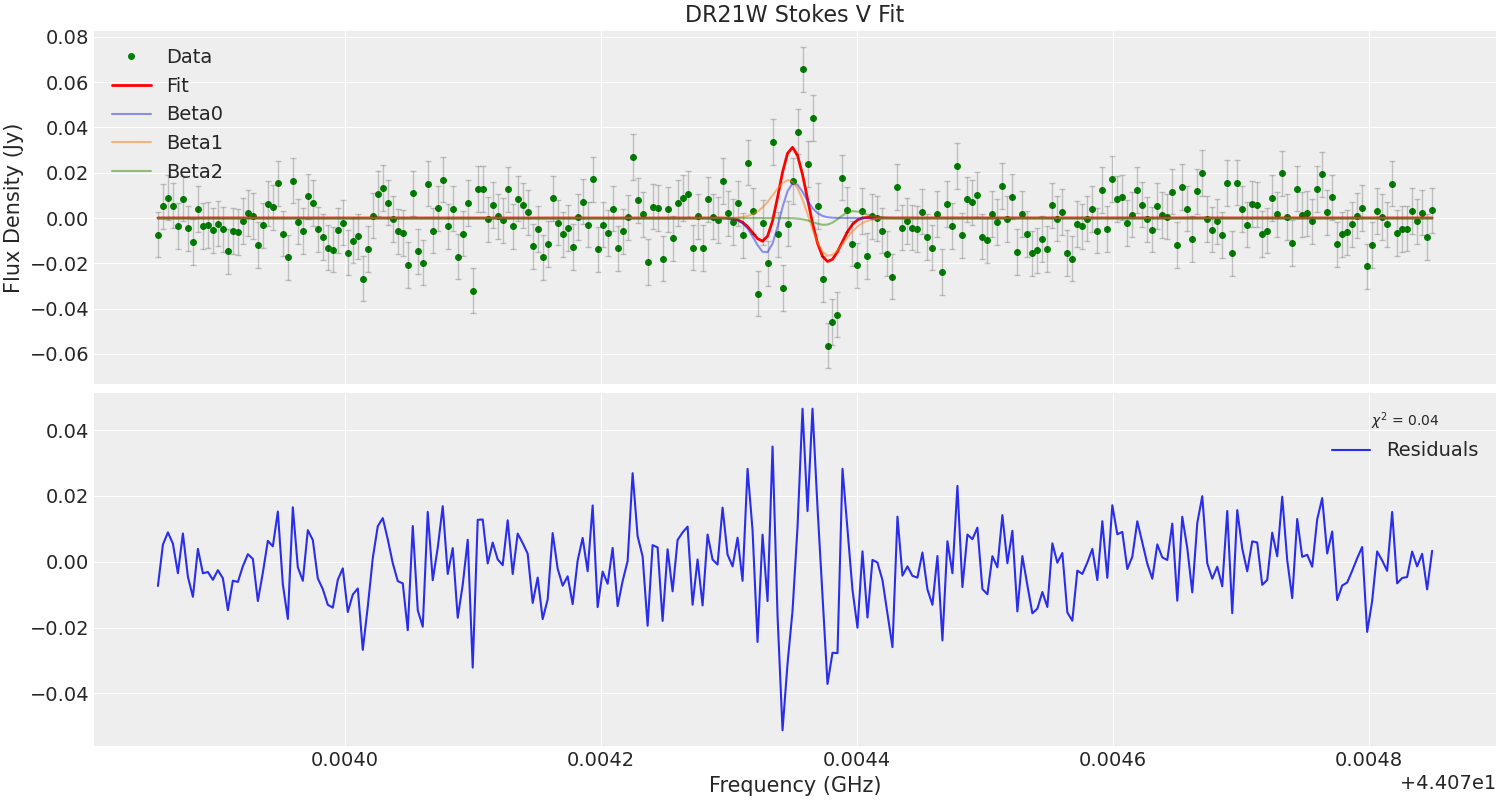 DR21W Stokes V Fit
0.08
0.06
0.04
0.02
0.00
−0.02
−0.04
−0.06
Flux Density (Jy)
Data
Fit
Beta0
Beta1
Beta2
0.04
0.02
0.00
−0.02
−0.04
χ² = 0.04
Residuals
0.0040
0.0042
0.0044
0.0046
0.0048
+4.407e1
Frequency (GHz)